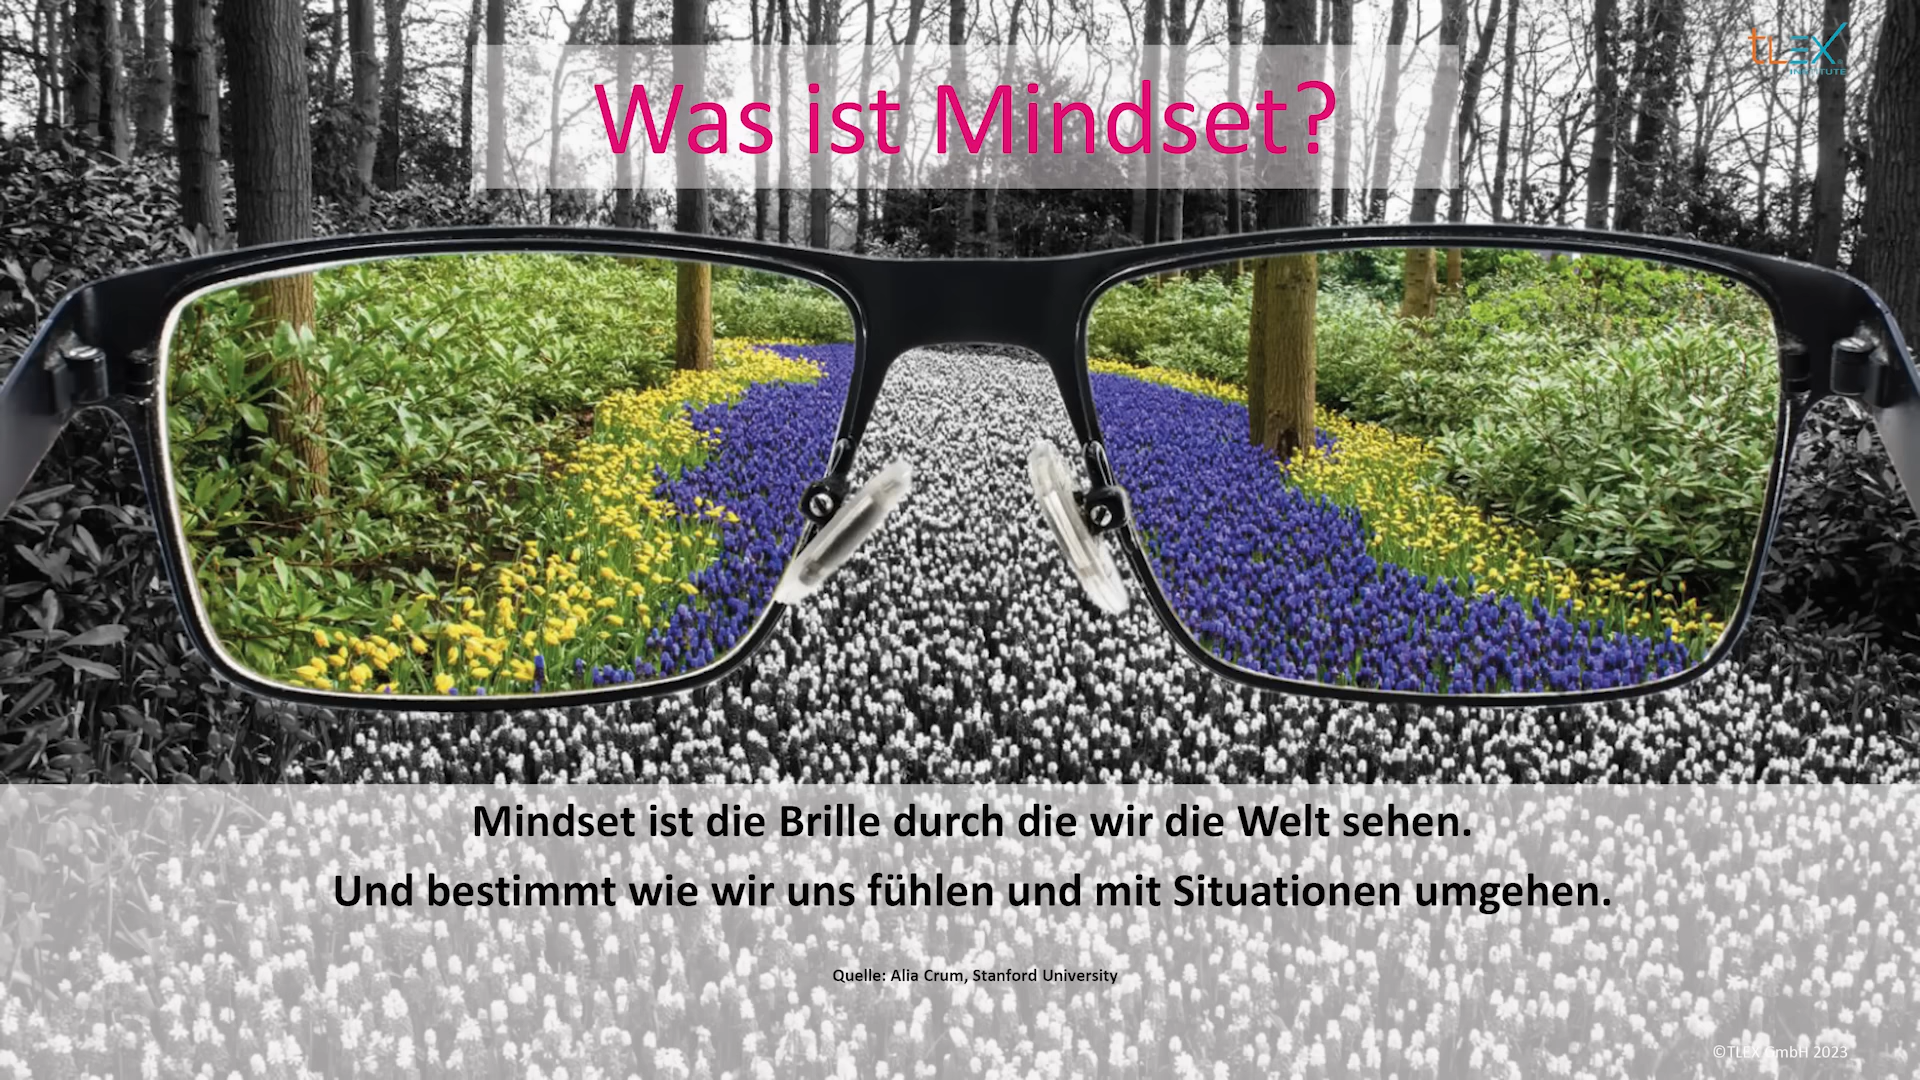 tLEX
INSTITUTE
Was ist Mindset?
Mindset ist die Brille durch die wir die Welt sehen.
Und bestimmt wie wir uns fühlen und mit Situationen umgehen.
Quelle: Alia Crum, Stanford University
©TLEX GmbH 2023